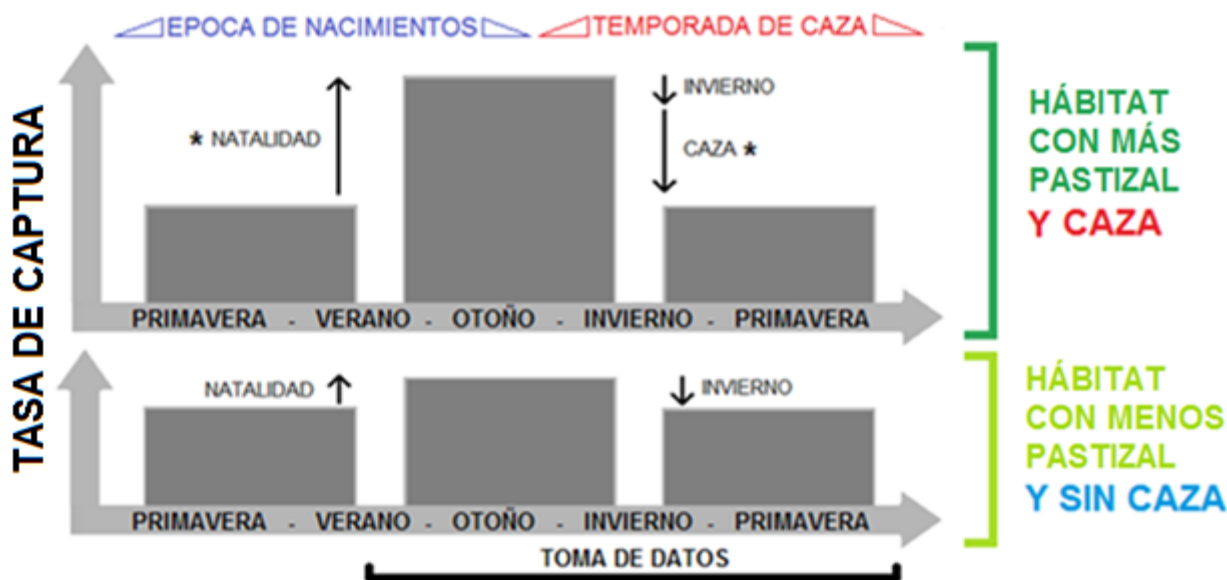 EPOCA DE NACIMIENTOS
TEMPORADA DE CAZA
TASA DE CAPTURA
* NATALIDAD
INVIERNO
CAZA *
PRIMAVERA - VERANO - OTOÑO - INVIERNO - PRIMAVERA
HÁBITAT
CON MÁS
PASTIZAL
Y CAZA
NATALIDAD
INVIERNO
PRIMAVERA - VERANO - OTOÑO - INVIERNO - PRIMAVERA
HÁBITAT
CON MENOS
PASTIZAL
Y SIN CAZA
TOMA DE DATOS